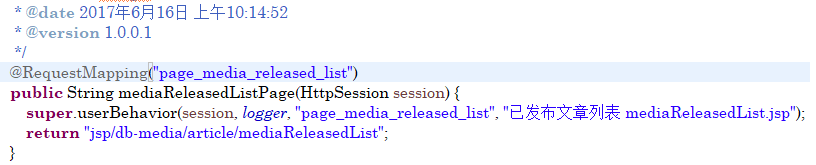 * @date 2017年6月16日 上午10:14:52
* @version 1.0.0.1
*/
@RequestMapping("page_media_released_list")
public String mediaReleasedListPage(HttpSession session) {
super.userBehavior(session, logger, "page_media_released_list", "已发布文章列表 mediaReleasedList.jsp");
return "jsp/db-media/article/mediaReleasedList";
}